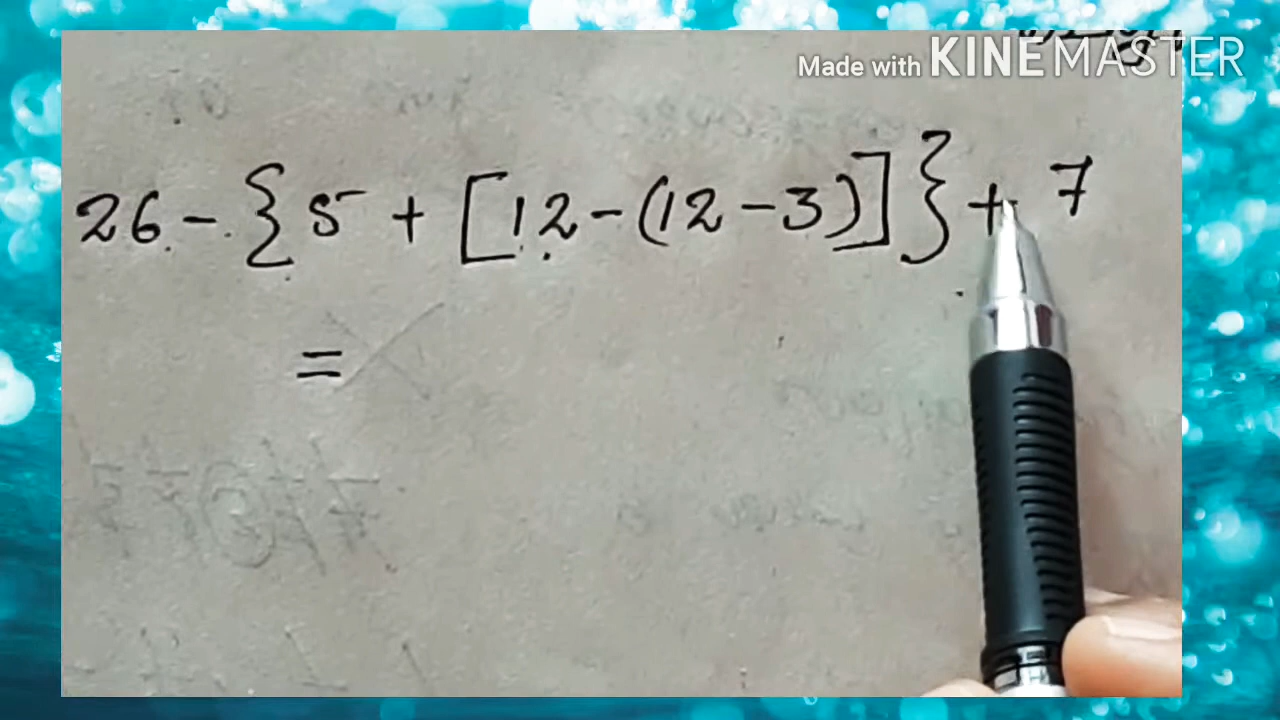 Made with KINEMASTER
26 - { 5 + [12 - (12 - 3)] } + 7
=